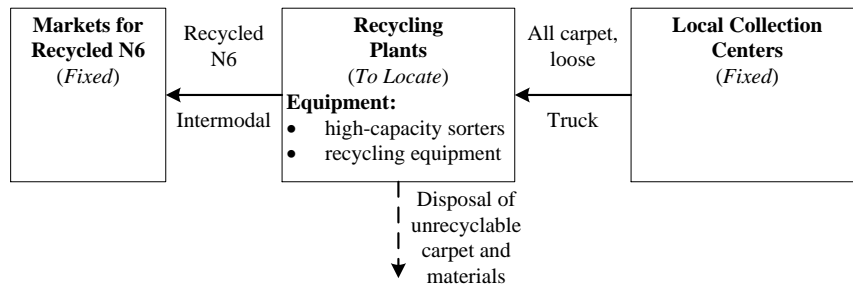 Markets for
Recycled N6
(Fixed)
Recycled
N6
Intermodal
Recycling
Plants
(To Locate)
Equipment:
• high-capacity sorters
• recycling equipment
All carpet,
loose
Truck
Local Collection
Centers
(Fixed)
Disposal of
unrecyclable
carpet and
materials